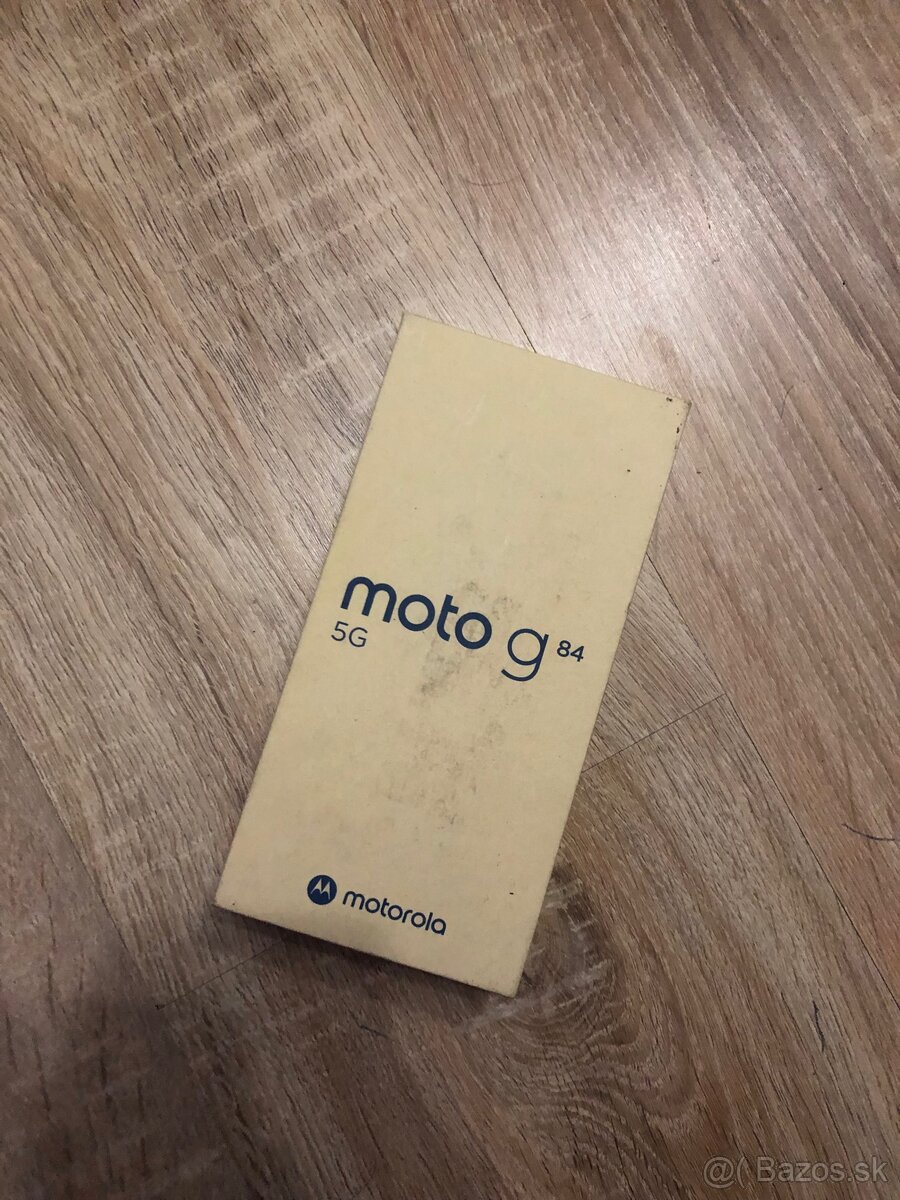 moto g 84
5G
motorola
@( Bazos.sk